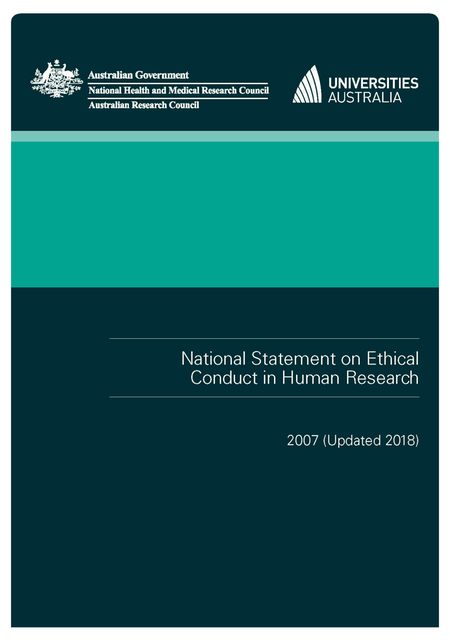 Australian Government
National Health and Medical Research Council
Australian Research Council
UNIVERSITIES
AUSTRALIA
National Statement on Ethical
Conduct in Human Research
2007 (Updated 2018)